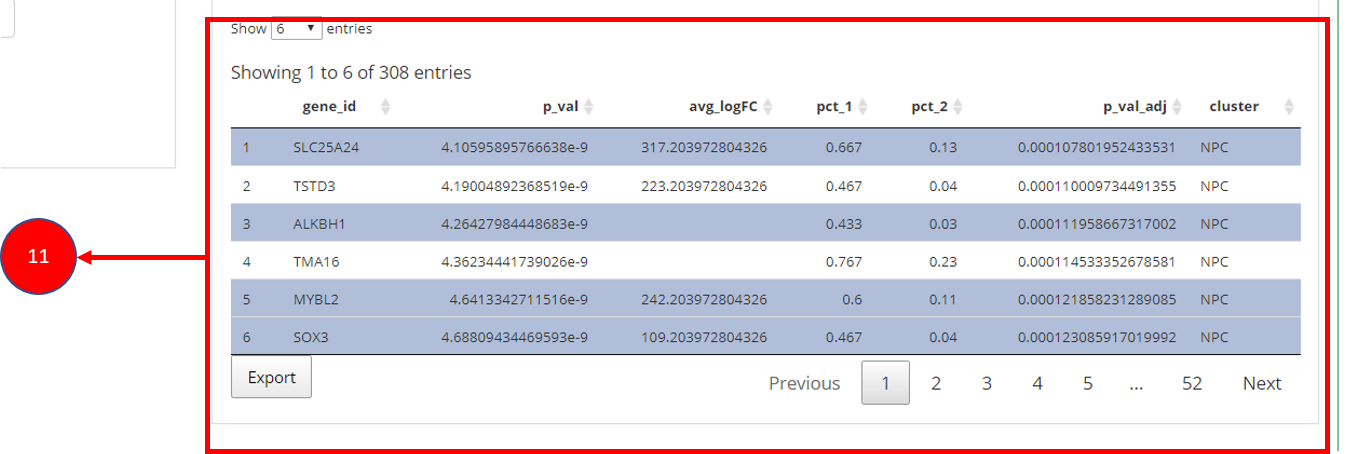 Show 6 entries
Showing 1 to 6 of 308 entries
gene_id p_val avg_logFC pct_1 pct_2 p_val_adj cluster
1 SLC25A24 4.10595895766638e-9 317.203972804326 0.667 0.13 0.000107801952433531 NPC
2 TSTD3 4.19004892368519e-9 223.203972804326 0.467 0.04 0.000110009734491355 NPC
3 ALKBH1 4.26427984448683e-9 0.433 0.03 0.000111958667317002 NPC
11
4 TMA16 4.36234441739026e-9 0.767 0.23 0.000114533352678581 NPC
5 MYBL2 4.6413342711516e-9 242.203972804326 0.6 0.11 0.000121858231289085 NPC
6 SOX3 4.68809434469593e-9 109.203972804326 0.467 0.04 0.000123085917019992 NPC
Export
Previous 1 2 3 4 5 ... 52 Next